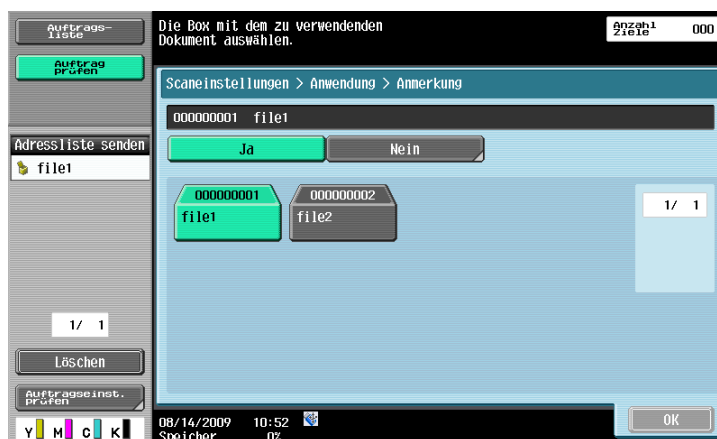 Auftrags-
liste
Auftrag
prüfen
Adressliste senden
file1
1/ 1
Löschen
Auftragseinst.
prüfen
Y M C K
Die Box mit dem zu verwendenden
Dokument auswählen.
Anzahl
Ziele 000
Scaneinstellungen > Anwendung > Anmerkung
000000001 file1
Ja Nein
000000001 000000002
file1 file2
1/ 1
08/14/2009 10:52
Speicher 0%
OK